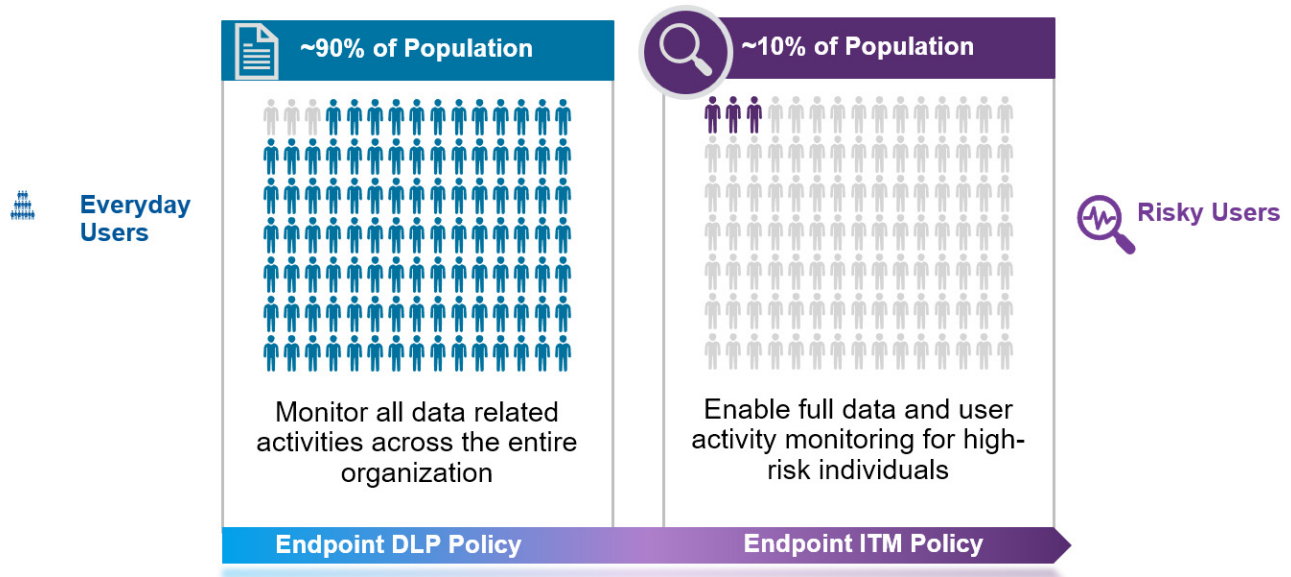 ~90% of Population
~10% of Population
Everyday
Users
Risky Users
Monitor all data related
activities across the entire
organization
Enable full data and user
activity monitoring for high-
risk individuals
Endpoint DLP Policy
Endpoint ITM Policy